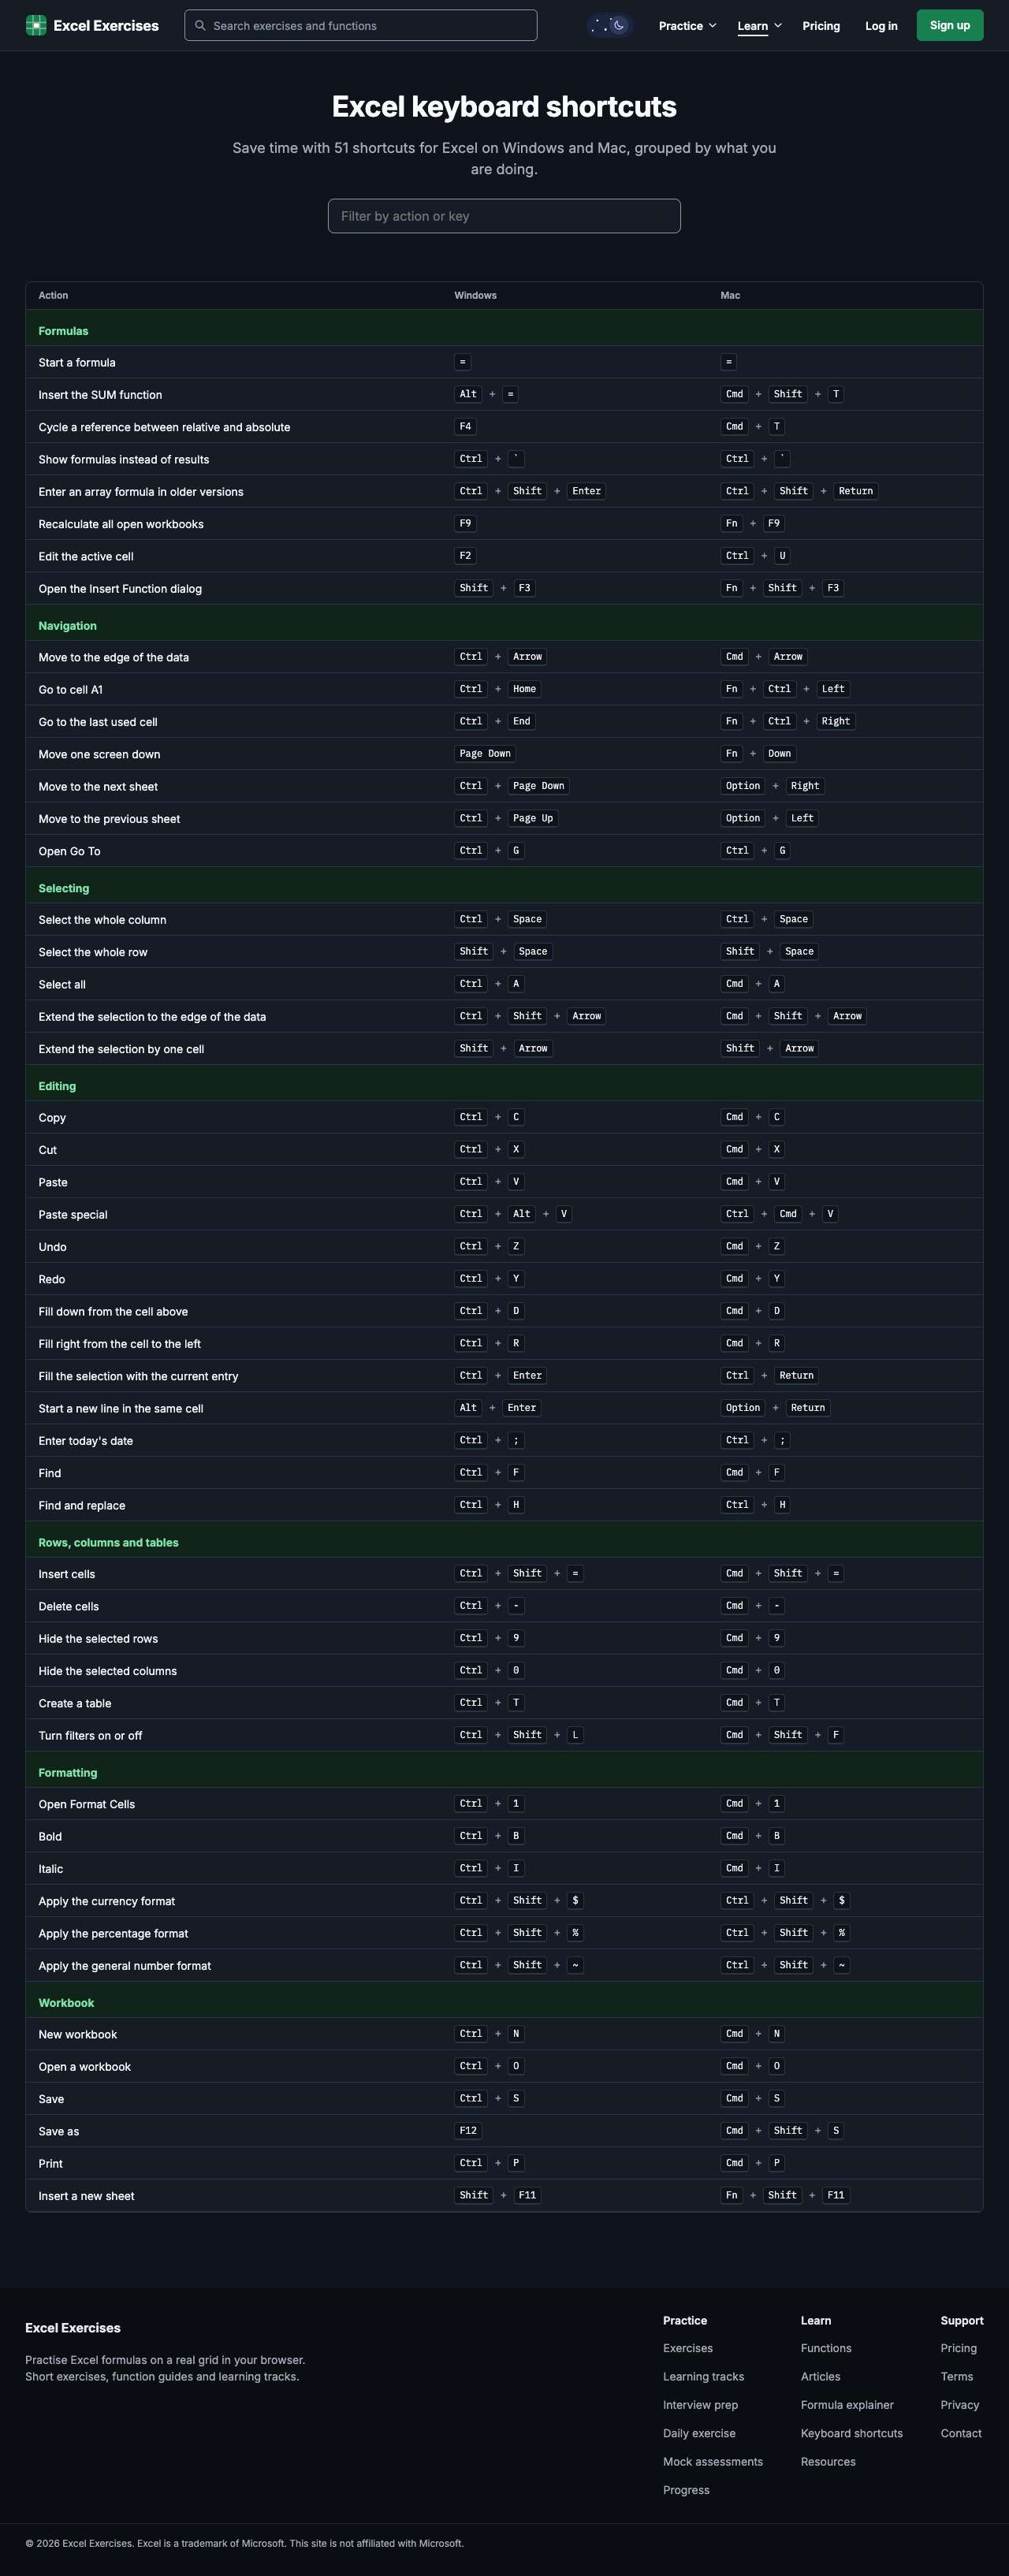 Excel Exercises
Search exercises and functions
Practice
Learn
Pricing
Log in
Sign up
Excel keyboard shortcuts
Save time with 51 shortcuts for Excel on Windows and Mac, grouped by what you
are doing.
Filter by action or key
Action Windows Mac
Formulas
Start a formula = =
Insert the SUM function Alt + = Cmd + Shift + T
Cycle a reference between relative and absolute F4 Cmd + T
Show formulas instead of results Ctrl + ` Ctrl + `
Enter an array formula in older versions Ctrl + Shift + Enter Ctrl + Shift + Return
Recalculate all open workbooks F9 Fn + F9
Edit the active cell F2 Ctrl + U
Open the Insert Function dialog Shift + F3 Fn + Shift + F3
Navigation
Move to the edge of the data Ctrl + Arrow Cmd + Arrow
Go to cell A1 Ctrl + Home Fn + Ctrl + Left
Go to the last used cell Ctrl + End Fn + Ctrl + Right
Move one screen down Page Down Fn + Down
Move to the next sheet Ctrl + Page Down Option + Right
Move to the previous sheet Ctrl + Page Up Option + Left
Open Go To Ctrl + G Ctrl + G
Selecting
Select the whole column Ctrl + Space Ctrl + Space
Select the whole row Shift + Space Shift + Space
Select all Ctrl + A Cmd + A
Extend the selection to the edge of the data Ctrl + Shift + Arrow Cmd + Shift + Arrow
Extend the selection by one cell Shift + Arrow Shift + Arrow
Editing
Copy Ctrl + C Cmd + C
Cut Ctrl + X Cmd + X
Paste Ctrl + V Cmd + V
Paste special Ctrl + Alt + V Ctrl + Cmd + V
Undo Ctrl + Z Cmd + Z
Redo Ctrl + Y Cmd + Y
Fill down from the cell above Ctrl + D Cmd + D
Fill right from the cell to the left Ctrl + R Cmd + R
Fill the selection with the current entry Ctrl + Enter Ctrl + Return
Start a new line in the same cell Alt + Enter Option + Return
Enter today's date Ctrl + ; Ctrl + ;
Find Ctrl + F Cmd + F
Find and replace Ctrl + H Ctrl + H
Rows, columns and tables
Insert cells Ctrl + Shift + = Cmd + Shift + =
Delete cells Ctrl + - Cmd + -
Hide the selected rows Ctrl + 9 Cmd + 9
Hide the selected columns Ctrl + 0 Cmd + 0
Create a table Ctrl + T Cmd + T
Turn filters on or off Ctrl + Shift + L Cmd + Shift + F
Formatting
Open Format Cells Ctrl + 1 Cmd + 1
Bold Ctrl + B Cmd + B
Italic Ctrl + I Cmd + I
Apply the currency format Ctrl + Shift + $ Ctrl + Shift + $
Apply the percentage format Ctrl + Shift + % Ctrl + Shift + %
Apply the general number format Ctrl + Shift + ~ Ctrl + Shift + ~
Workbook
New workbook Ctrl + N Cmd + N
Open a workbook Ctrl + O Cmd + O
Save Ctrl + S Cmd + S
Save as F12 Cmd + Shift + S
Print Ctrl + P Cmd + P
Insert a new sheet Shift + F11 Fn + Shift + F11
Excel Exercises
Practise Excel formulas on a real grid in your browser.
Short exercises, function guides and learning tracks.
Practice
Exercises
Learning tracks
Interview prep
Daily exercise
Mock assessments
Progress
Learn
Functions
Articles
Formula explainer
Keyboard shortcuts
Resources
Support
Pricing
Terms
Privacy
Contact
© 2026 Excel Exercises. Excel is a trademark of Microsoft. This site is not affiliated with Microsoft.